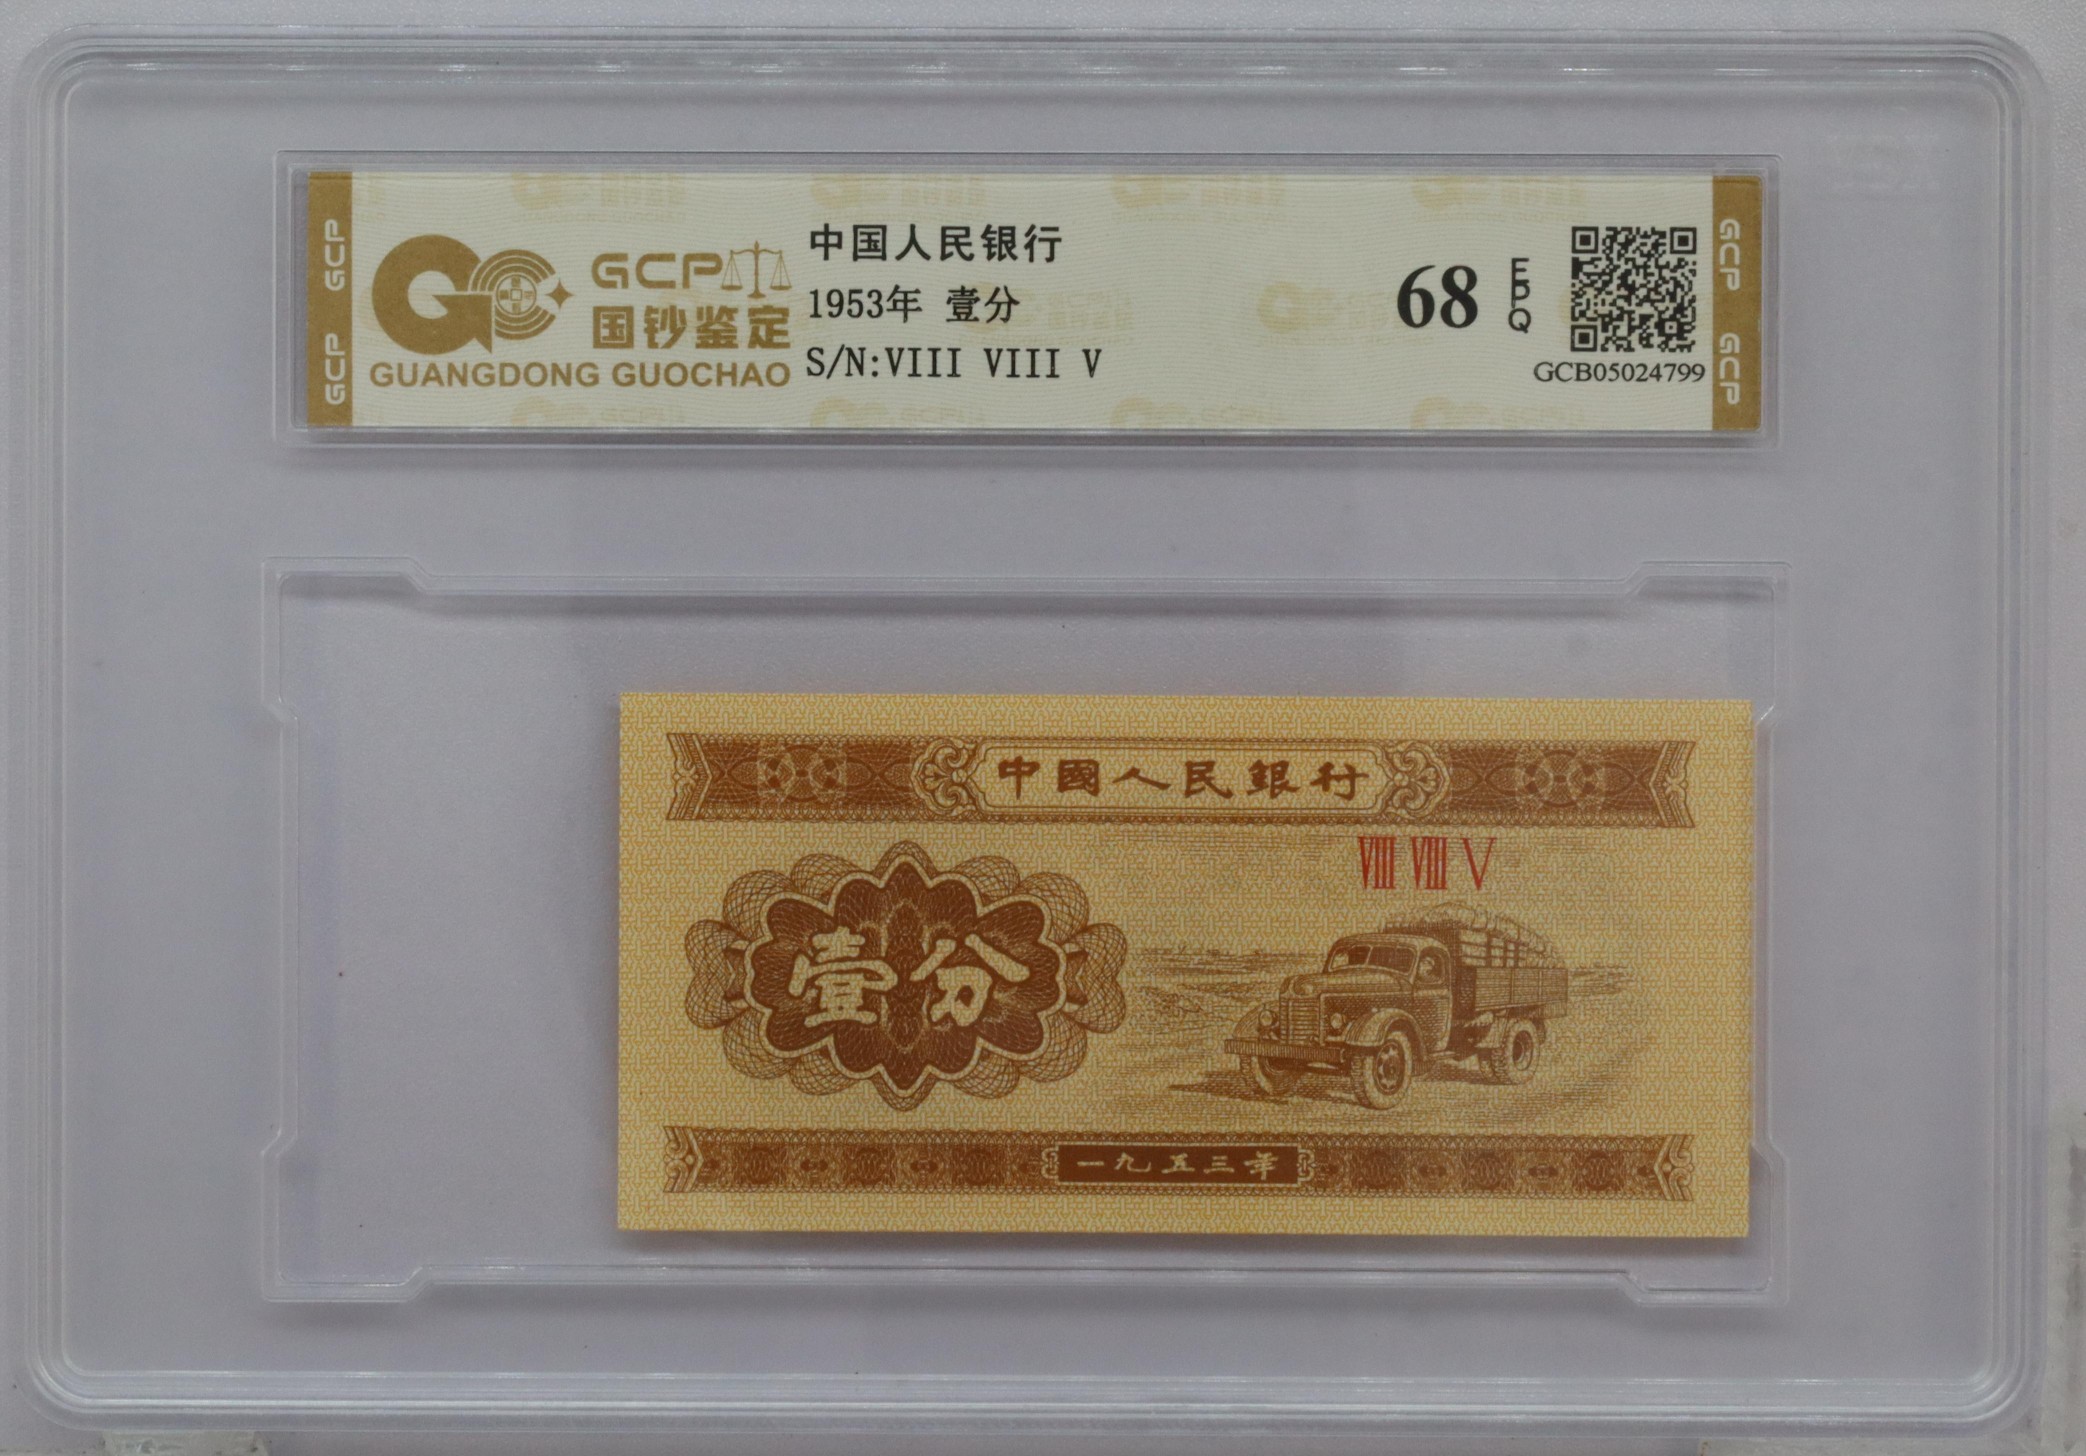 GCP
GCP
GCP
国钞鉴定
GUANGDONG GUOCHAO
中国人民银行
1953年 壹分
S/N:VIII VIII V
68
EPQ
GCB05024799
GCP
GCP
中國人民銀行
VIII VIII V
壹分
一九五三年